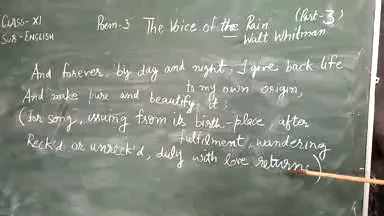 CLASS-XI
SUB-ENGLISH
Poem-3 The Voice of the Rain (Part-3)
Walt Whitman
And forever, by day and night, I give back life
to my own origin,
And make pure and beautify it;
(For song, issuing from its birth-place, after
fulfilment, wandering
Reck'd or unreck'd, duly with love returns)